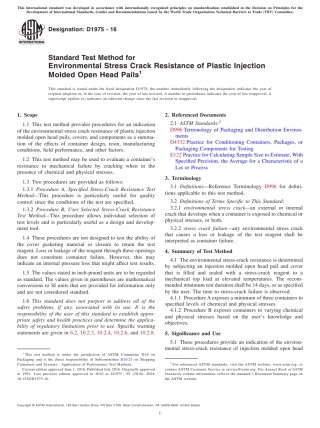 This international standard was developed in accordance with internationally recognized principles on standardization established in the Decision on Principles for the
Development of International Standards, Guides and Recommendations issued by the World Trade Organization Technical Barriers to Trade (TBT) Committee.
Designation: D1975 − 16
Standard Test Method for
Environmental Stress Crack Resistance of Plastic Injection
Molded Open Head Pails1
This standard is issued under the fixed designation D1975; the number immediately following the designation indicates the year of
original adoption or, in the case of revision, the year of last revision. A number in parentheses indicates the year of last reapproval. A
superscript epsilon (ε) indicates an editorial change since the last revision or reapproval.
1. Scope
1.1 This test method provides procedures for an indication
of the environmental stress crack resistance of plastic injection
molded open head pails, covers, and components as a summa-
tion of the effects of container design, resin, manufacturing
conditions, field performance, and other factors.
1.2 This test method may be used to evaluate a container's
resistance to mechanical failure by cracking when in the
presence of chemical and physical stresses.
1.3 Two procedures are provided as follows:
1.3.1 Procedure A, Specified Stress-Crack Resistance Test
Method—This procedure is particularly useful for quality
control since the conditions of the test are specified.
1.3.2 Procedure B, User Selected Stress-Crack Resistance
Test Method—This procedure allows individual selection of
test levels and is particularly useful as a design and develop-
ment tool.
1.4 These procedures are not designed to test the ability of
the cover gasketing material or closure to retain the test
reagent. Loss or leakage of the reagent through these openings
does not constitute container failure. However, this may
indicate an internal pressure loss that might affect test results.
1.5 The values stated in inch-pound units are to be regarded
as standard. The values given in parentheses are mathematical
conversions to SI units that are provided for information only
and are not considered standard.
1.6 This standard does not purport to address all of the
safety problems, if any, associated with its use. It is the
responsibility of the user of this standard to establish appro-
priate safety and health practices and determine the applica-
bility of regulatory limitations prior to use. Specific warning
statements are given in 6.2, 10.2.3, 10.2.4, 10.2.6, and 10.2.8.
1 This test method is under the jurisdiction of ASTM Committee D10 on
Packaging and is the direct responsibility of Subcommittee D10.21 on Shipping
Containers and Systems - Application of Performance Test Methods.
Current edition approved June 1, 2016. Published July 2016. Originally approved
in 1991. Last previous edition approved in 2010 as D1975 –
2. Referenced Documents
2.1 ASTM Standards:2
D996 Terminology of Packaging and Distribution Environ-
ments
D4332 Practice for Conditioning Containers, Packages, or
Packaging Components for Testing
E122 Practice for Calculating Sample Size to Estimate, With
Specified Precision, the Average for a Characteristic of a
Lot or Process
3. Terminology
3.1 Definitions—Reference Terminology D996 for defini-
tions applicable to this test method.
3.2 Definitions of Terms Specific to This Standard:
3.2.1 environmental stress crack—an external or internal
crack that develops when a container is exposed to chemical or
physical stresses, or both.
3.2.2 stress crack failure—any environmental stress crack
that causes a loss or leakage of the test reagent shall be
interpreted as container failure.
4. Summary of Test Method
4.1 The environmental stress-crack resistance is determined
by subjecting an injection molded open head pail and cover
that is filled and sealed with a stress-crack reagent to a
mechanical top load at elevated temperatures. The recom-
mended minimum test duration shall be 14 days, or as specified
by the user. The time to stress-crack failure is observed.
4.1.1 Procedure A exposes a minimum of three containers to
specified levels of chemical and physical stresses.
4.1.2 Procedure B exposes containers to varying chemical
and physical stresses based on the user's knowledge and
objectives.
5. Significance and Use
5.1 These procedures provide an indication of the environ-
mental stress-crack resistance of injection molded open head
2 For referenced ASTM standards, visit the ASTM website, www.astm.org, or
contact ASTM Customer Service at service@astm.org. For Annual Book of ASTM
Standards volume information, refer to the standard's Document Summary page on
the ASTM website.
Copyright © ASTM International, 100 Barr Harbor Drive, PO Box C700, West Conshohocken, PA 19428-2959. United States
1